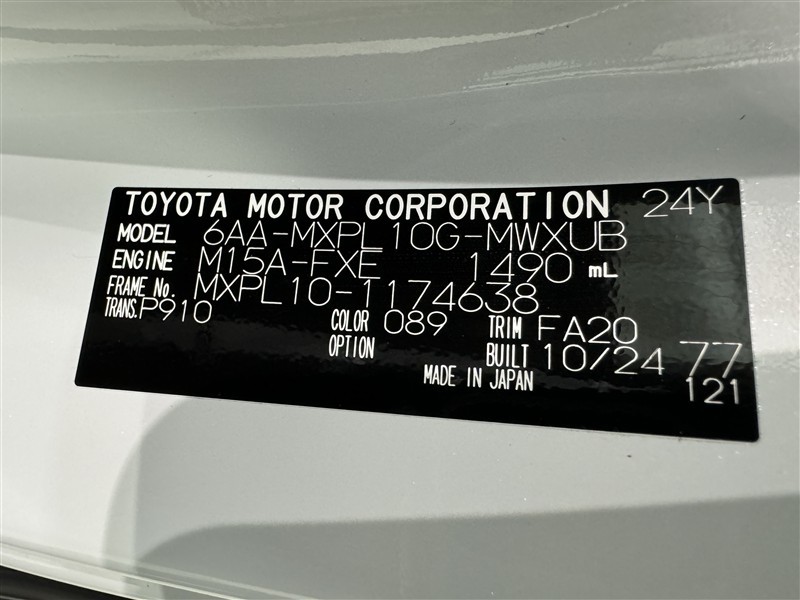 TOYOTA MOTOR CORPORATION 24Y
MODEL 6AA-MXPL10G-MWXUB
ENGINE M15A-FXE 1490 mL
FRAME No. MXPL10-1174638
TRANS. P910 COLOR 089 TRIM FA20
OPTION BUILT 10/24 77
MADE IN JAPAN 121